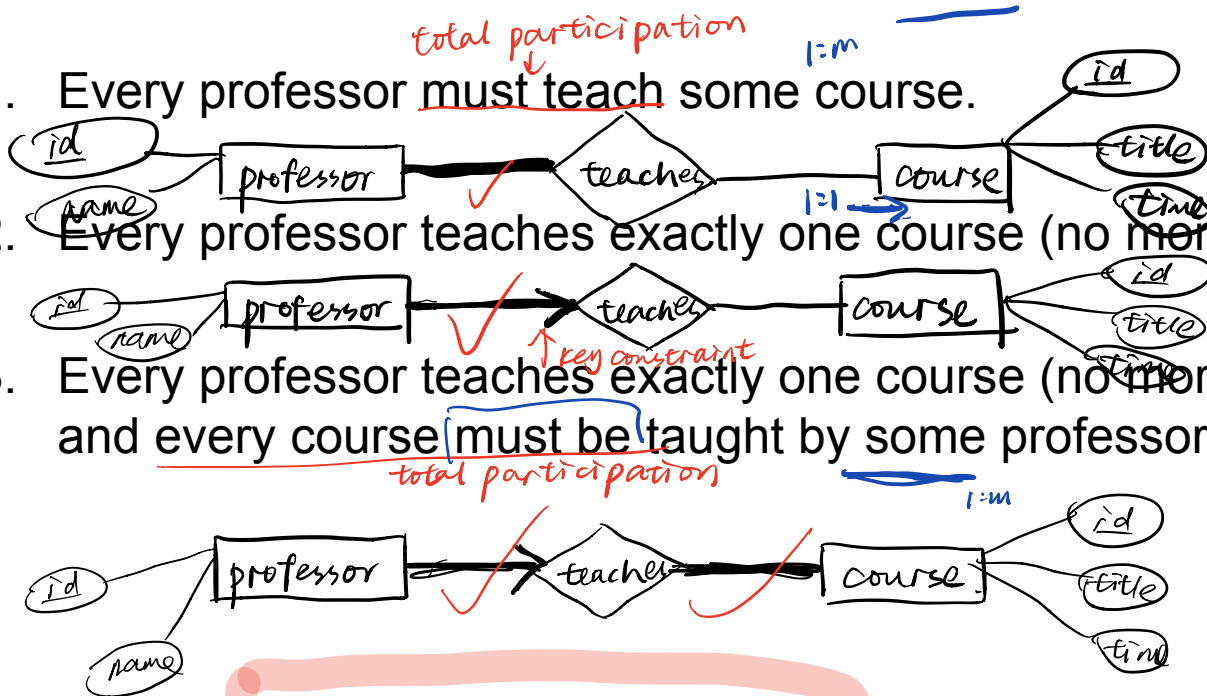 total participation
1:m
. Every professor must teach some course.
id
id
professor
teaches
course
title
name
1:1
time
2. Every professor teaches exactly one course (no mor
id
professor
teaches
course
id
name
title
key constraint
time
3. Every professor teaches exactly one course (no mor
and every course must be taught by some professor
total participation
1:m
id
professor
teaches
course
id
title
name
time